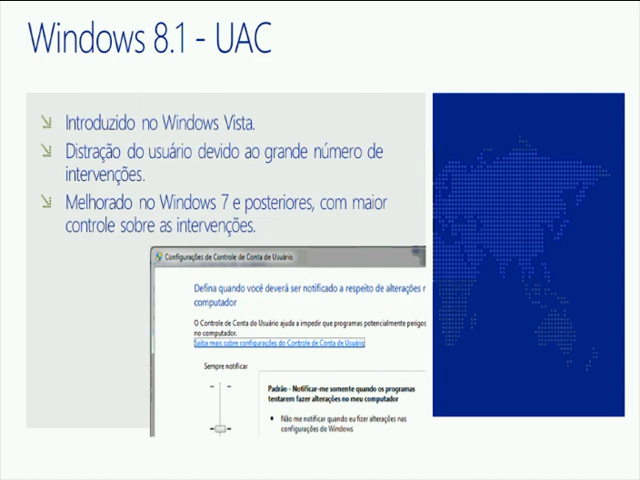 Windows 8.1 - UAC
Introduzido no Windows Vista.
Distração do usuário devido ao grande número de
intervenções.
Melhorado no Windows 7 e posteriores, com maior
controle sobre as intervenções.
Configurações de Controle de Conta de Usuário
Defina quando você deverá ser notificado a respeito de alterações r
computador
O Controle de Conta do Usuário ajuda a impedir que programas potencialmente perigos
no computador.
Saiba mais sobre configurações do Controle de Conta de Usuário
Sempre notificar
Padrão - Notificar-me somente quando os programas
tentarem fazer alterações no meu computador
Não me notificar quando eu fizer alterações nas
configurações do Windows